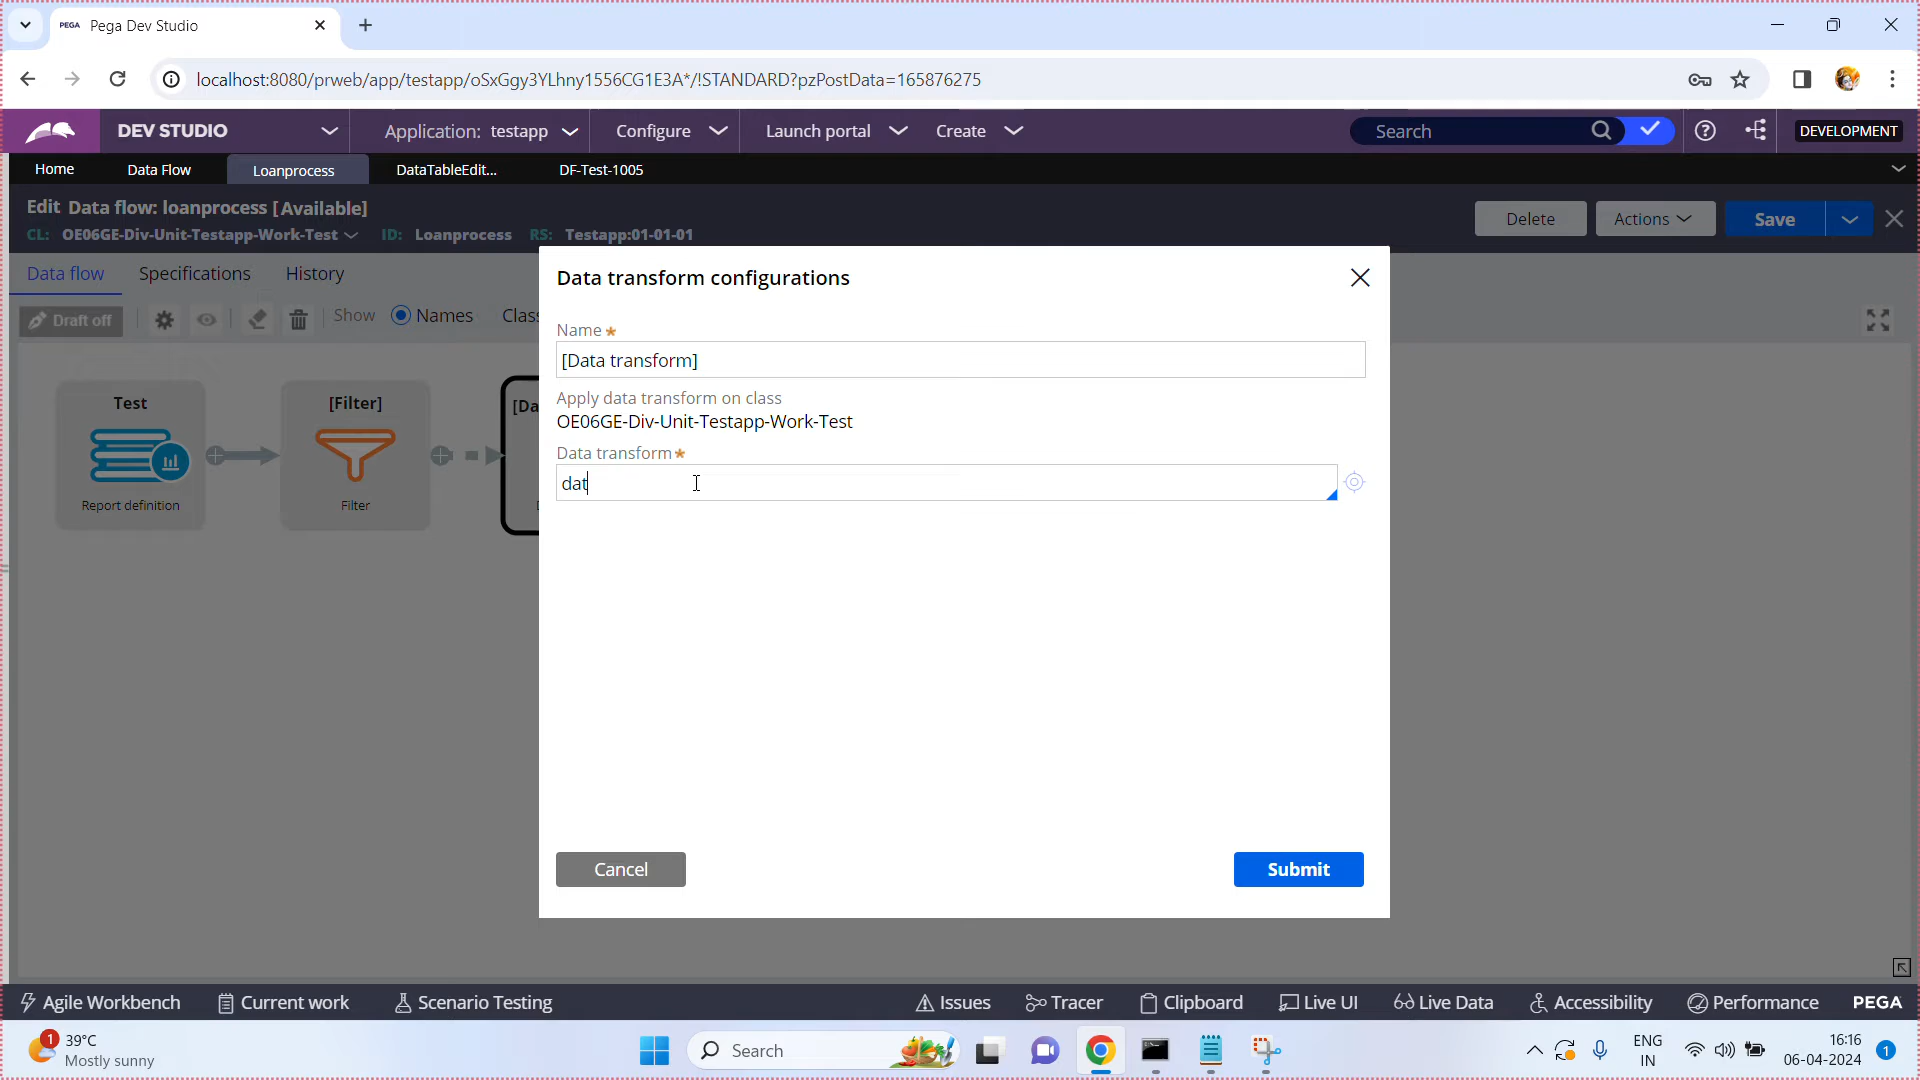 PEGA Pega Dev Studio
localhost:8080/prweb/app/testapp/oSxGgy3YLhny1556CG1E3A*/!STANDARD?pzPostData=165876275
DEV STUDIO Application: testapp Configure Launch portal Create Search DEVELOPMENT
Home Data Flow Loanprocess DataTableEdit... DF-Test-1005
Edit Data flow: loanprocess [Available]
CL: OE06GE-Div-Unit-Testapp-Work-Test ID: Loanprocess RS: Testapp:01-01-01
Delete Actions Save
Data flow Specifications History
Draft off Show Names Clas
Test
Report definition
[Filter]
Filter
[Da
Data transform configurations
Name *
[Data transform]
Apply data transform on class
OE06GE-Div-Unit-Testapp-Work-Test
Data transform *
dat
Cancel Submit
Agile Workbench Current work Scenario Testing Issues Tracer Clipboard Live UI Live Data Accessibility Performance PEGA
1 39°C
Mostly sunny
Search
ENG
IN
16:16
06-04-2024
1